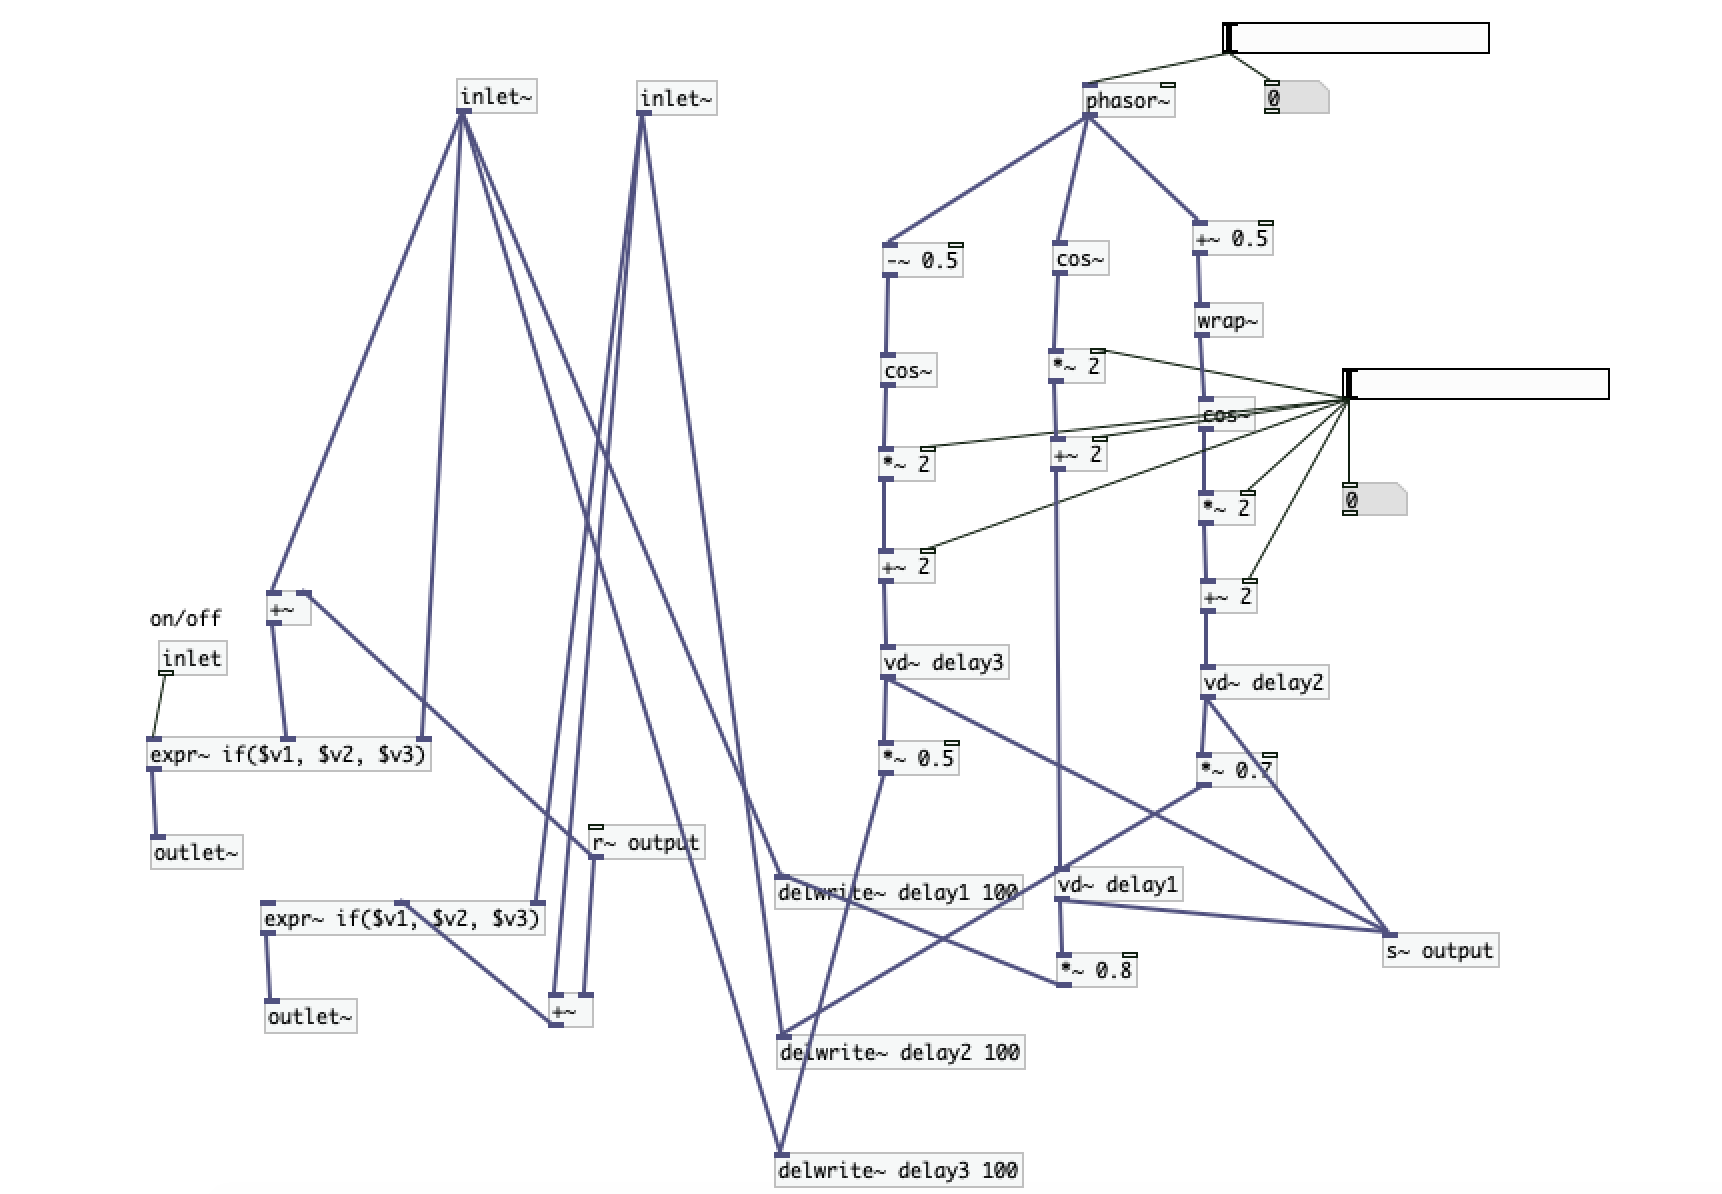 inlet~
inlet~
phasor~
0
-~ 0.5
cos~
+~ 0.5
wrap~
cos~
*~ 2
cos~
*~ 2
+~ 2
*~ 2
0
+~ 2
+~ 2
on/off
+~
inlet
vd~ delay3
vd~ delay2
expr~ if($v1, $v2, $v3)
*~ 0.5
*~ 0.7
outlet~
r~ output
delwrite~ delay1 100
vd~ delay1
expr~ if($v1, $v2, $v3)
s~ output
*~ 0.8
outlet~
+~
delwrite~ delay2 100
delwrite~ delay3 100